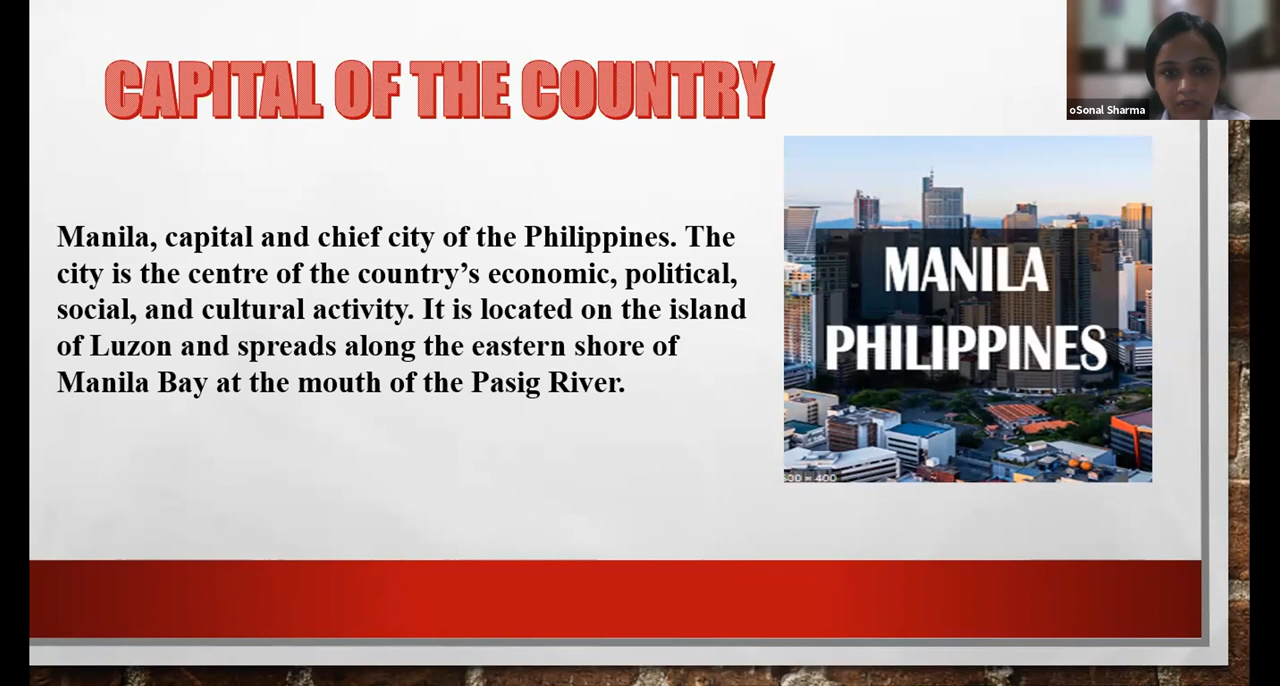 CAPITAL OF THE COUNTRY
oSonal Sharma
Manila, capital and chief city of the Philippines. The
city is the centre of the country’s economic, political,
social, and cultural activity. It is located on the island
of Luzon and spreads along the eastern shore of
Manila Bay at the mouth of the Pasig River.
MANILA
PHILIPPINES